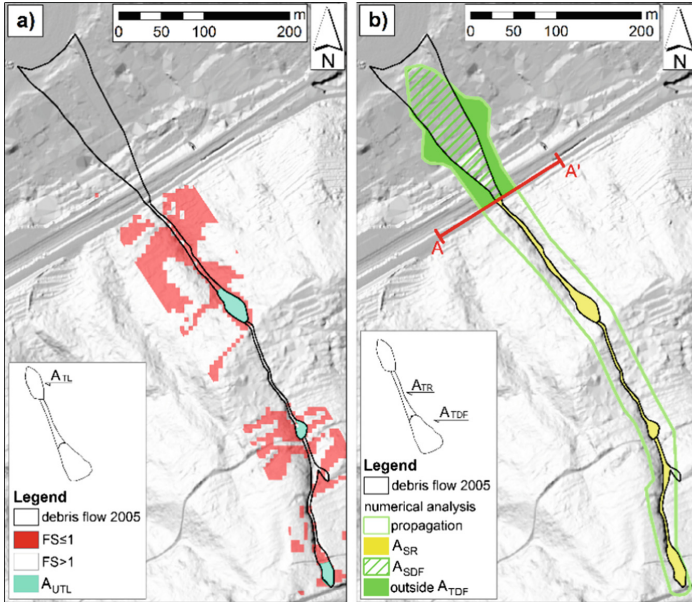 a)
0 50 100 200 m
N
A_TL
Legend
debris flow 2005
FS≤1
FS>1
A_UTL
b)
0 50 100 200 m
N
A'
A
A_TR
A_TDF
Legend
debris flow 2005
numerical analysis
propagation
A_SR
A_SDF
outside A_TDF